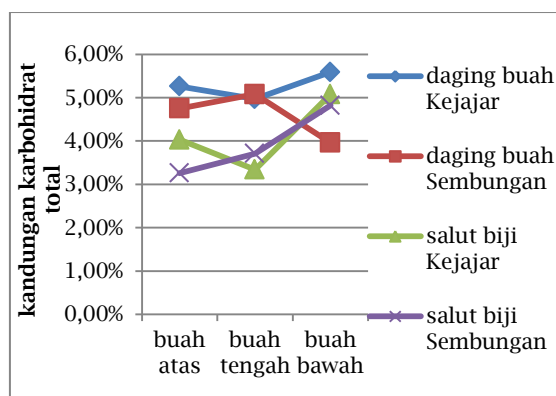 kandungan karbohidrat
total
6,00%
5,00%
4,00%
3,00%
2,00%
1,00%
0,00%
buah
atas
buah
tengah
buah
bawah
daging buah
Kejajar
daging buah
Sembungan
salut biji
Kejajar
salut biji
Sembungan